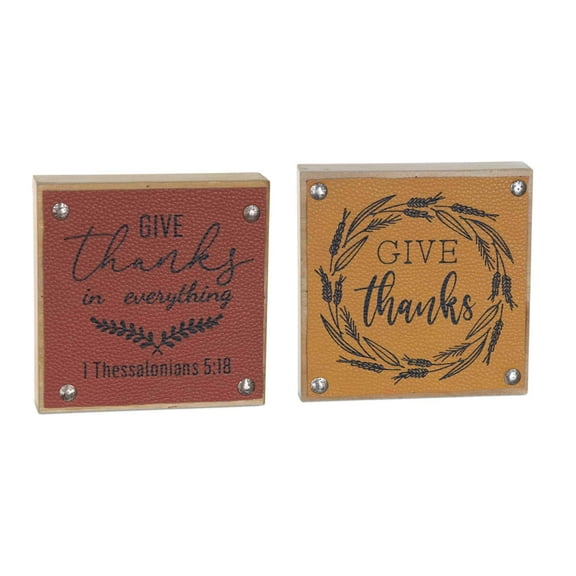 GIVE
thanks
in everything
1 Thessalonians 5:18
GIVE
thanks